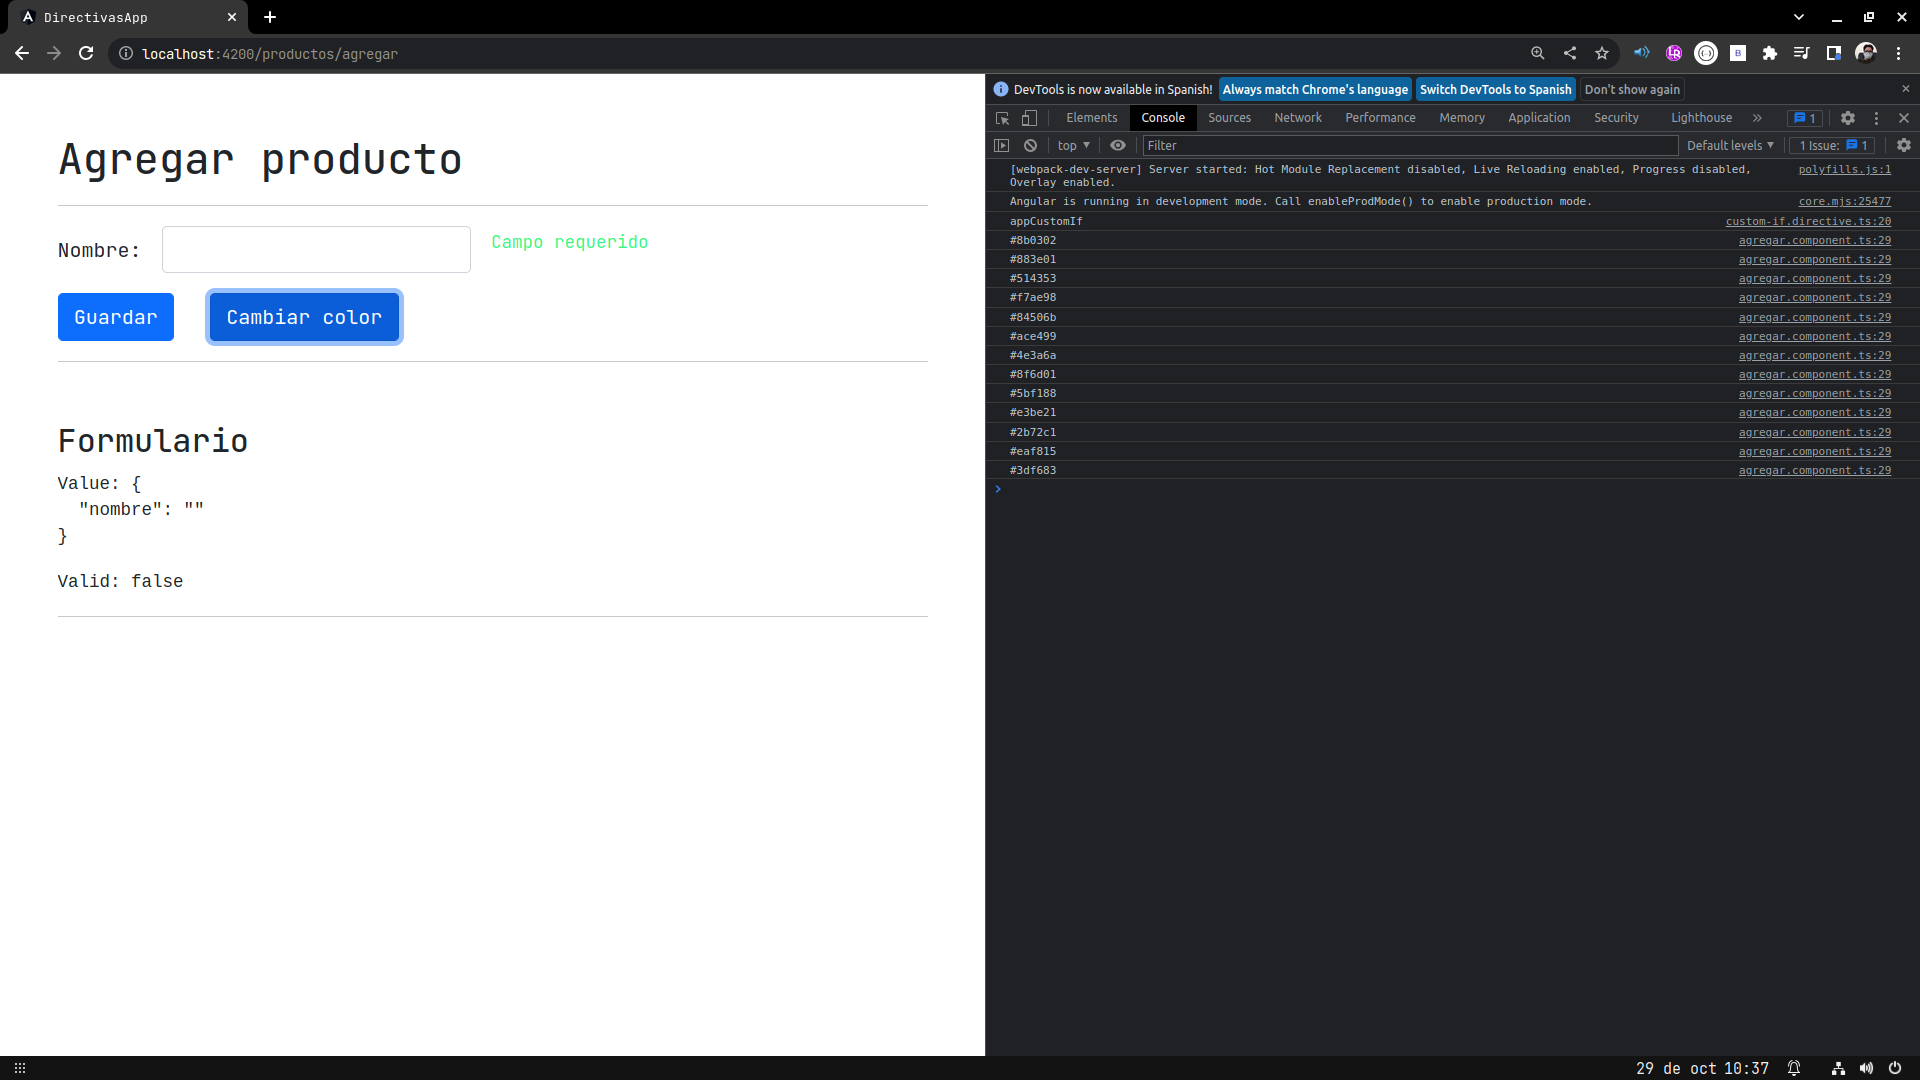 DirectivasApp
localhost:4200/productos/agregar
Agregar producto
Nombre:
Campo requerido
Guardar
Cambiar color
Formulario
Value: {
"nombre": ""
}
Valid: false
DevTools is now available in Spanish! Always match Chrome's language Switch DevTools to Spanish Don't show again
Elements Console Sources Network Performance Memory Application Security Lighthouse 1
top Filter Default levels 1 Issue: 1
[webpack-dev-server] Server started: Hot Module Replacement disabled, Live Reloading enabled, Progress disabled, polyfills.js:1
Overlay enabled.
Angular is running in development mode. Call enableProdMode() to enable production mode. core.mjs:25477
appCustomIf custom-if.directive.ts:20
#8b0302 agregar.component.ts:29
#883e01 agregar.component.ts:29
#514353 agregar.component.ts:29
#f7ae98 agregar.component.ts:29
#84506b agregar.component.ts:29
#ace499 agregar.component.ts:29
#4e3a6a agregar.component.ts:29
#8f6d01 agregar.component.ts:29
#5bf188 agregar.component.ts:29
#e3be21 agregar.component.ts:29
#2b72c1 agregar.component.ts:29
#eaf815 agregar.component.ts:29
#3df683 agregar.component.ts:29
29 de oct 10:37